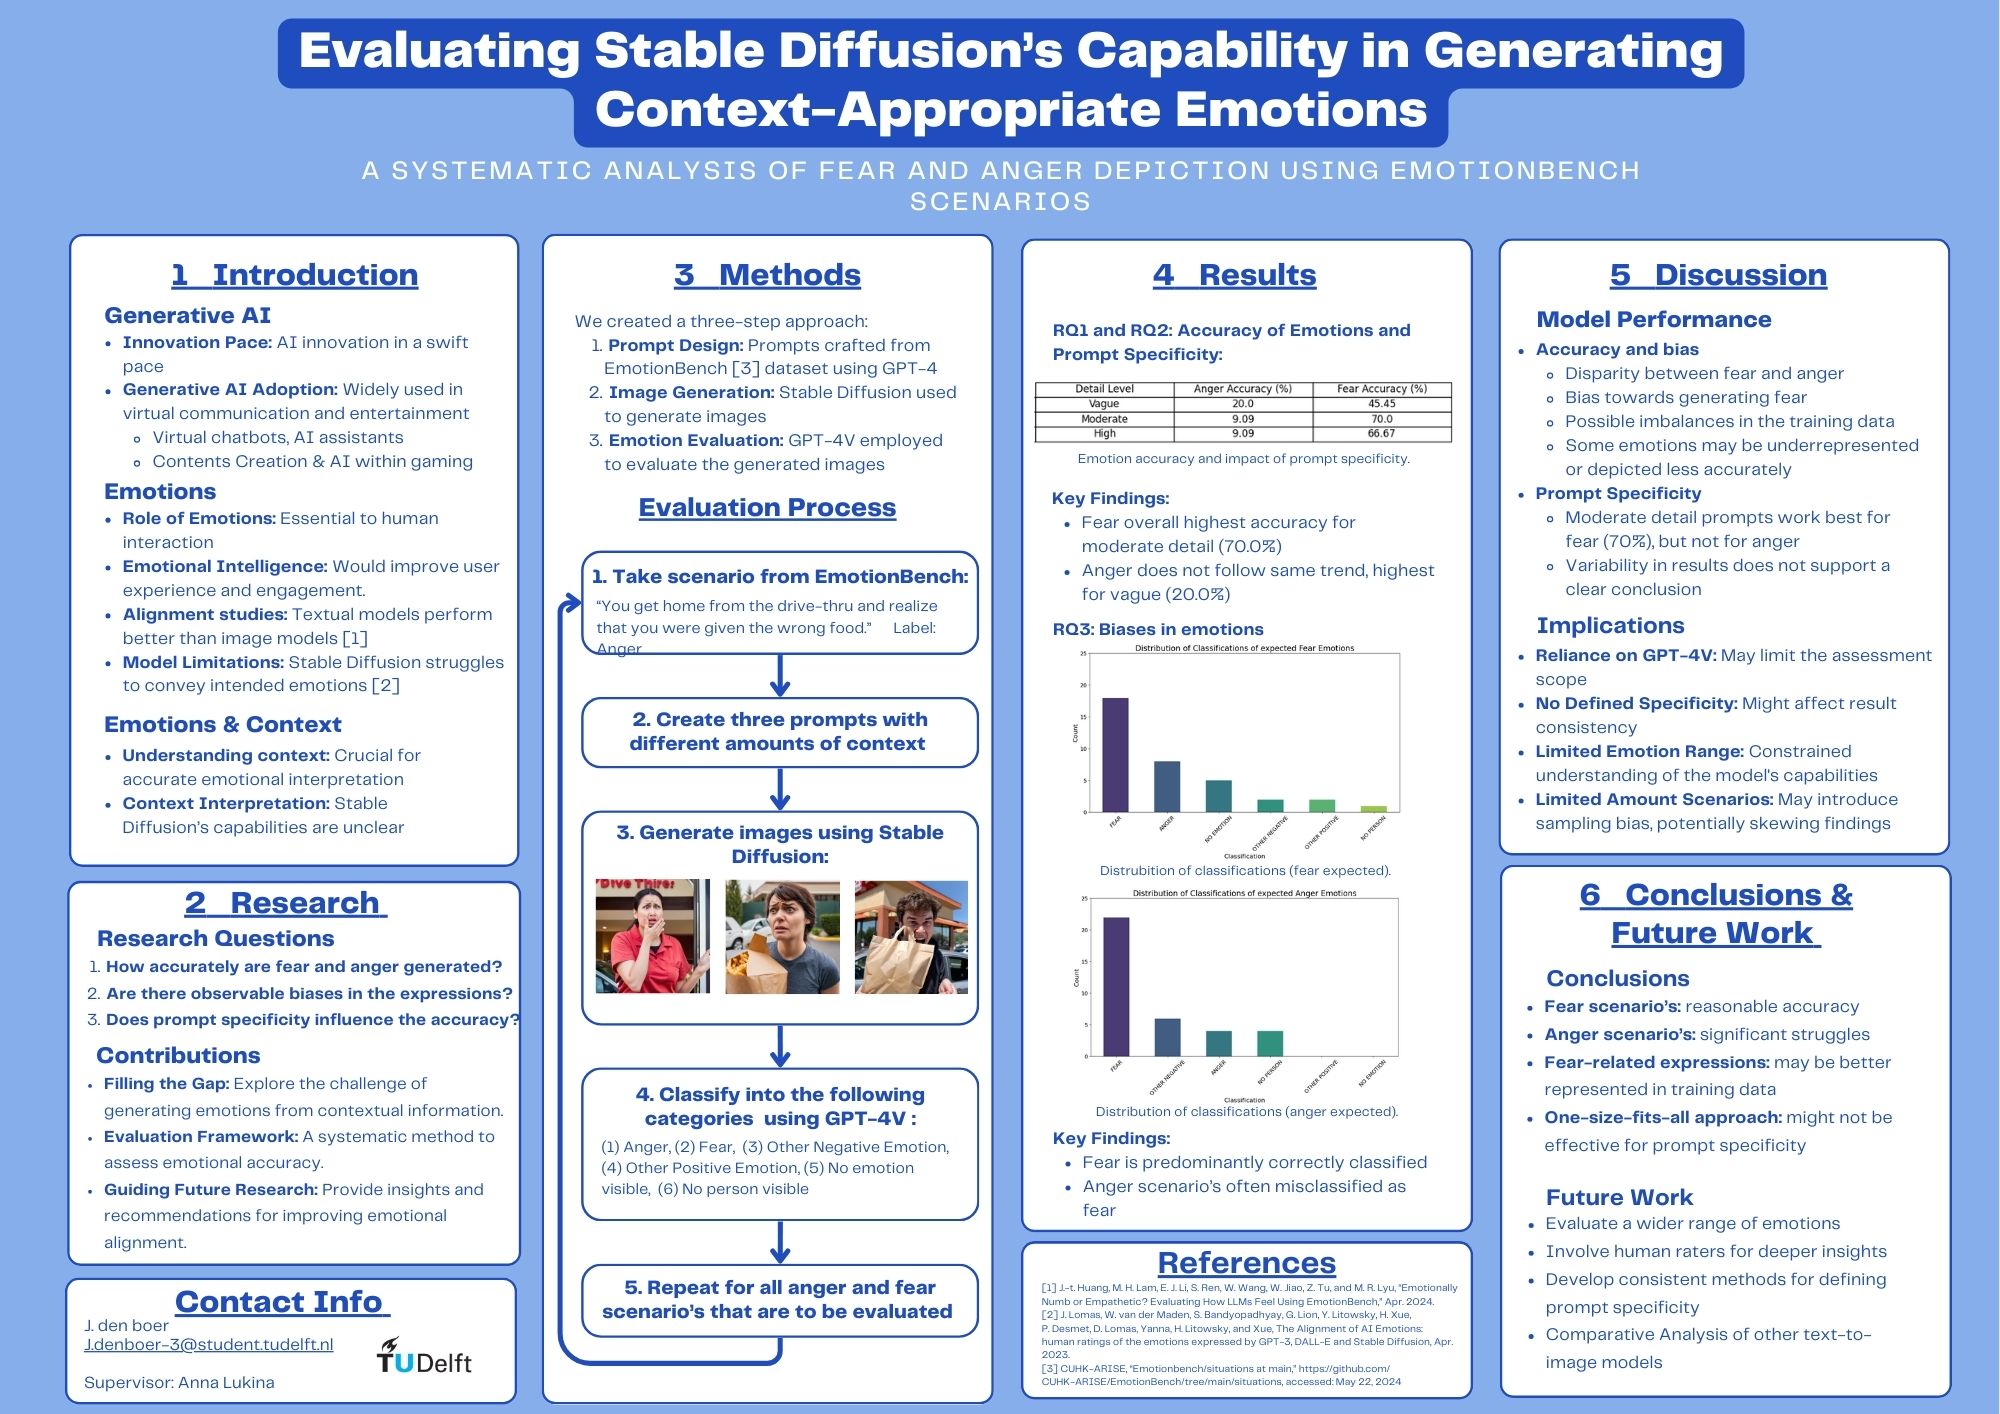 Evaluating Stable Diffusion's Capability in Generating
Context-Appropriate Emotions
A SYSTEMATIC ANALYSIS OF FEAR AND ANGER DEPICTION USING EMOTIONBENCH
SCENARIOS
1 Introduction
Generative AI
• Innovation Pace: AI innovation in a swift
pace
• Generative AI Adoption: Widely used in
virtual communication and entertainment
◦ Virtual chatbots, AI assistants
◦ Contents Creation & AI within gaming
Emotions
• Role of Emotions: Essential to human
interaction
• Emotional Intelligence: Would improve user
experience and engagement.
• Alignment studies: Textual models perform
better than image models [1]
• Model Limitations: Stable Diffusion struggles
to convey intended emotions [2]
Emotions & Context
• Understanding context: Crucial for
accurate emotional interpretation
• Context Interpretation: Stable
Diffusion's capabilities are unclear
2 Research
Research Questions
1. How accurately are fear and anger generated?
2. Are there observable biases in the expressions?
3. Does prompt specificity influence the accuracy?
Contributions
• Filling the Gap: Explore the challenge of
generating emotions from contextual information.
• Evaluation Framework: A systematic method to
assess emotional accuracy.
• Guiding Future Research: Provide insights and
recommendations for improving emotional
alignment.
Contact Info
J. den boer
J.denboer-3@student.tudelft.nl
Supervisor: Anna Lukina
TUDelft
3 Methods
We created a three-step approach:
1. Prompt Design: Prompts crafted from
EmotionBench [3] dataset using GPT-4
2. Image Generation: Stable Diffusion used
to generate images
3. Emotion Evaluation: GPT-4V employed
to evaluate the generated images
Evaluation Process
1. Take scenario from EmotionBench:
"You get home from the drive-thru and realize
that you were given the wrong food." Label:
Anger
2. Create three prompts with
different amounts of context
3. Generate images using Stable
Diffusion:
4. Classify into the following
categories using GPT-4V :
(1) Anger, (2) Fear, (3) Other Negative Emotion,
(4) Other Positive Emotion, (5) No emotion
visible, (6) No person visible
5. Repeat for all anger and fear
scenario's that are to be evaluated
4 Results
RQ1 and RQ2: Accuracy of Emotions and
Prompt Specificity:
Detail Level Anger Accuracy (%) Fear Accuracy (%)
Vague 20.0 45.45
Moderate 9.09 70.0
High 9.09 66.67
Emotion accuracy and impact of prompt specificity.
Key Findings:
• Fear overall highest accuracy for
moderate detail (70.0%)
• Anger does not follow same trend, highest
for vague (20.0%)
RQ3: Biases in emotions
Distribution of Classifications of expected Fear Emotions
25
20
15
10
5
0
Count
FEAR
ANGER
NO EMOTION
OTHER NEGATIVE
OTHER POSITIVE
NO PERSON
Classification
Distrubition of classifications (fear expected).
Distribution of Classifications of expected Anger Emotions
25
20
15
10
5
0
Count
FEAR
OTHER NEGATIVE
ANGER
NO PERSON
OTHER POSITIVE
NO EMOTION
Classification
Distribution of classifications (anger expected).
Key Findings:
• Fear is predominantly correctly classified
• Anger scenario's often misclassified as
fear
References
[1] J.-t. Huang, M. H. Lam, E. J. Li, S. Ren, W. Wang, W. Jiao, Z. Tu, and M. R. Lyu, "Emotionally
Numb or Empathetic? Evaluating How LLMs Feel Using EmotionBench," Apr. 2024.
[2] J. Lomas, W. van der Maden, S. Bandyopadhyay, G. Lion, Y. Litowsky, H. Xue,
P. Desmet, D. Lomas, Yanna, H. Litowsky, and Xue, The Alignment of AI Emotions:
human ratings of the emotions expressed by GPT-3, DALL-E and Stable Diffusion, Apr.
2023.
[3] CUHK-ARISE, "Emotionbench/situations at main," https://github.com/
CUHK-ARISE/EmotionBench/tree/main/situations, accessed: May 22, 2024
5 Discussion
Model Performance
• Accuracy and bias
◦ Disparity between fear and anger
◦ Bias towards generating fear
◦ Possible imbalances in the training data
◦ Some emotions may be underrepresented
or depicted less accurately
• Prompt Specificity
◦ Moderate detail prompts work best for
fear (70%), but not for anger
◦ Variability in results does not support a
clear conclusion
Implications
• Reliance on GPT-4V: May limit the assessment
scope
• No Defined Specificity: Might affect result
consistency
• Limited Emotion Range: Constrained
understanding of the model's capabilities
• Limited Amount Scenarios: May introduce
sampling bias, potentially skewing findings
6 Conclusions &
Future Work
Conclusions
• Fear scenario's: reasonable accuracy
• Anger scenario's: significant struggles
• Fear-related expressions: may be better
represented in training data
• One-size-fits-all approach: might not be
effective for prompt specificity
Future Work
• Evaluate a wider range of emotions
• Involve human raters for deeper insights
• Develop consistent methods for defining
prompt specificity
• Comparative Analysis of other text-to-
image models